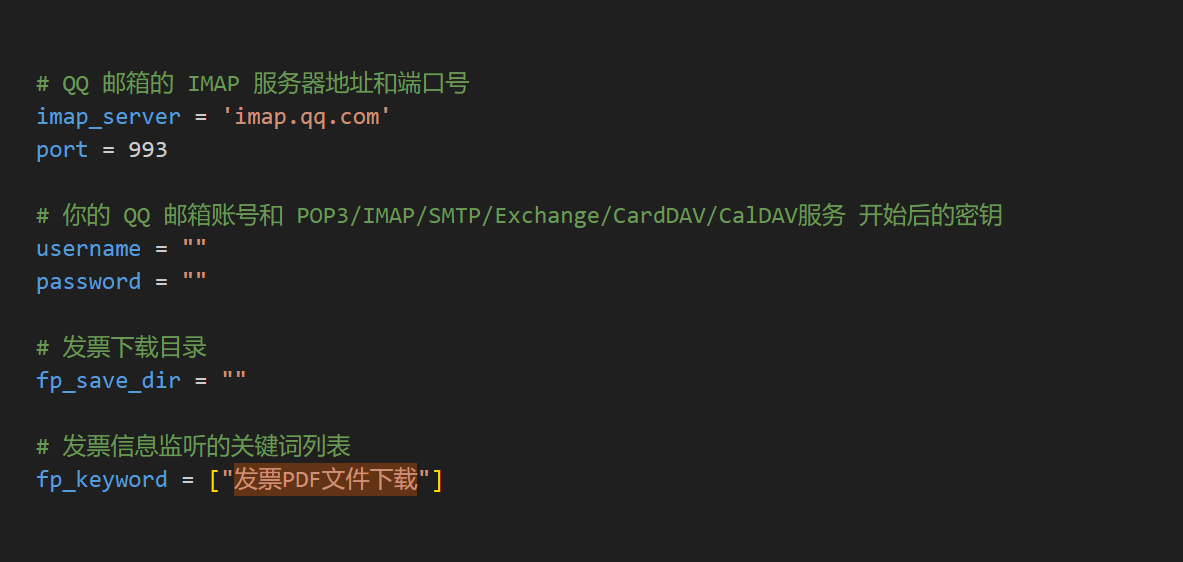 # QQ 邮箱的 IMAP 服务器地址和端口号
imap_server = 'imap.qq.com'
port = 993
# 你的 QQ 邮箱账号和 POP3/IMAP/SMTP/Exchange/CardDAV/CalDAV服务 开始后的密钥
username = ""
password = ""
# 发票下载目录
fp_save_dir = ""
# 发票信息监听的关键词列表
fp_keyword = ["发票PDF文件下载"]